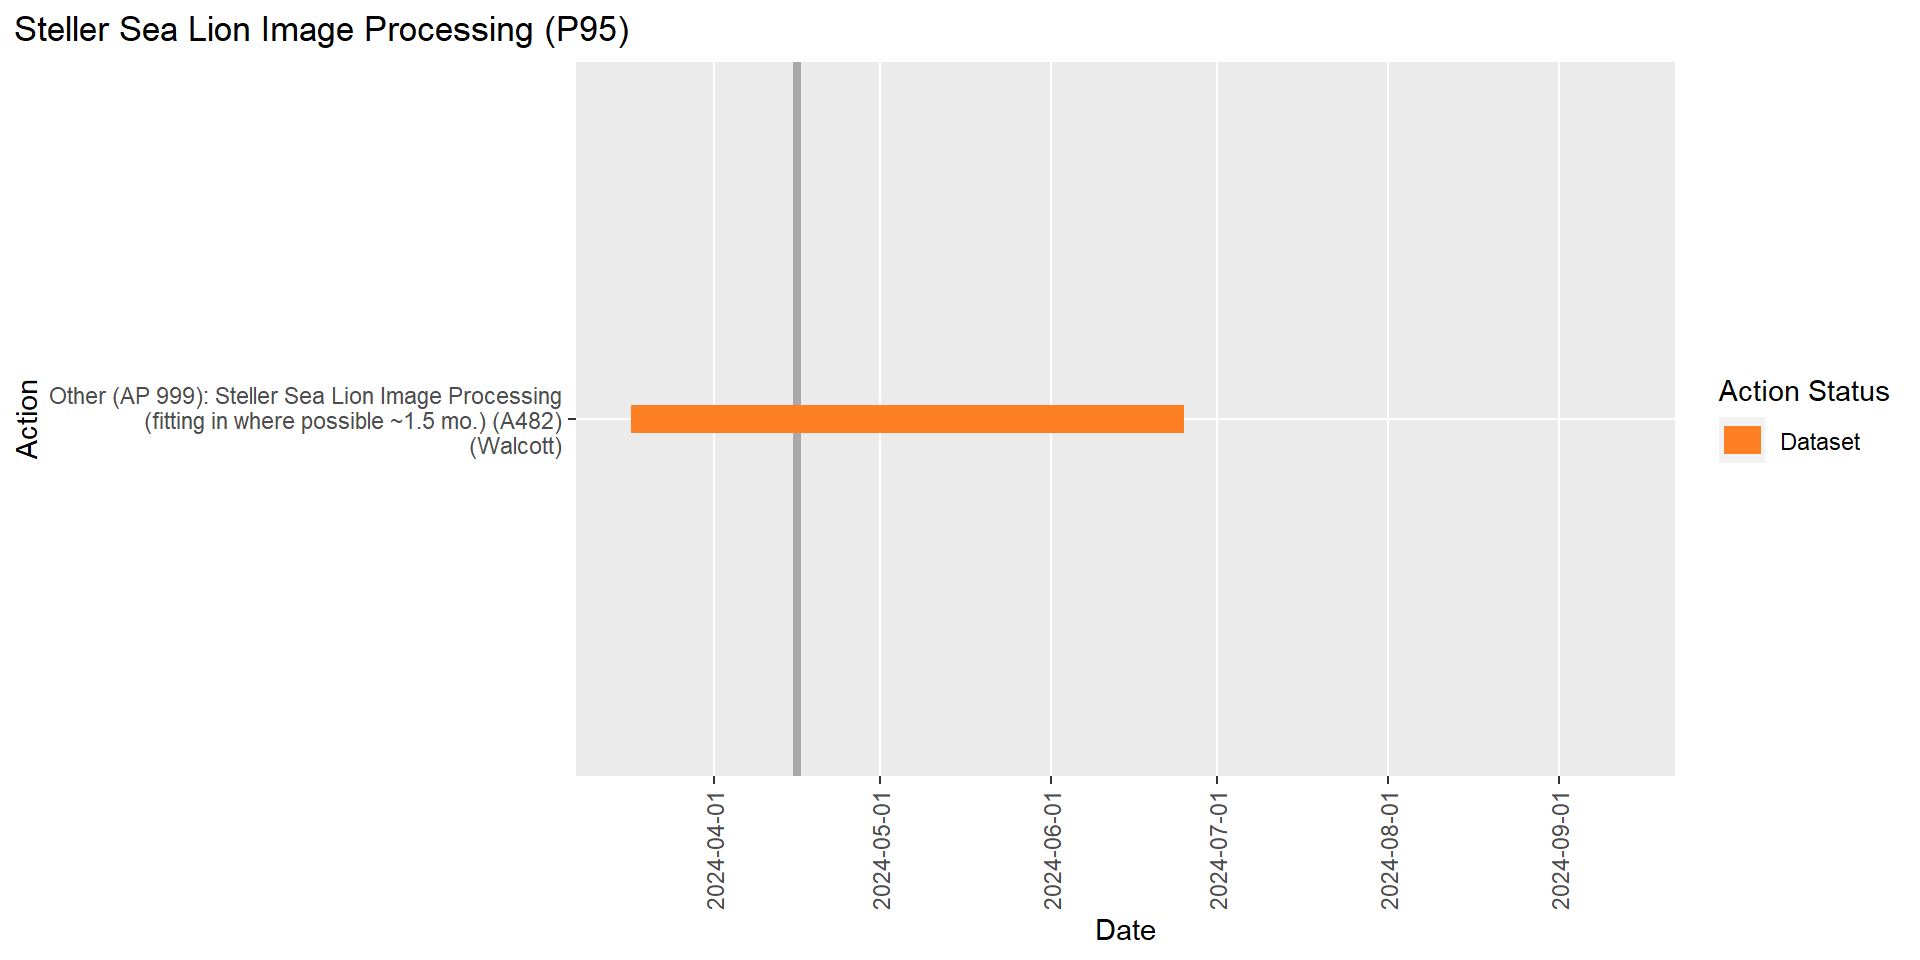 Steller Sea Lion Image Processing (P95)
Action
Other (AP 999): Steller Sea Lion Image Processing
(fitting in where possible ~1.5 mo.) (A482)
(Walcott)
Action Status
Dataset
2024-04-01
2024-05-01
2024-06-01
2024-07-01
2024-08-01
2024-09-01
Date